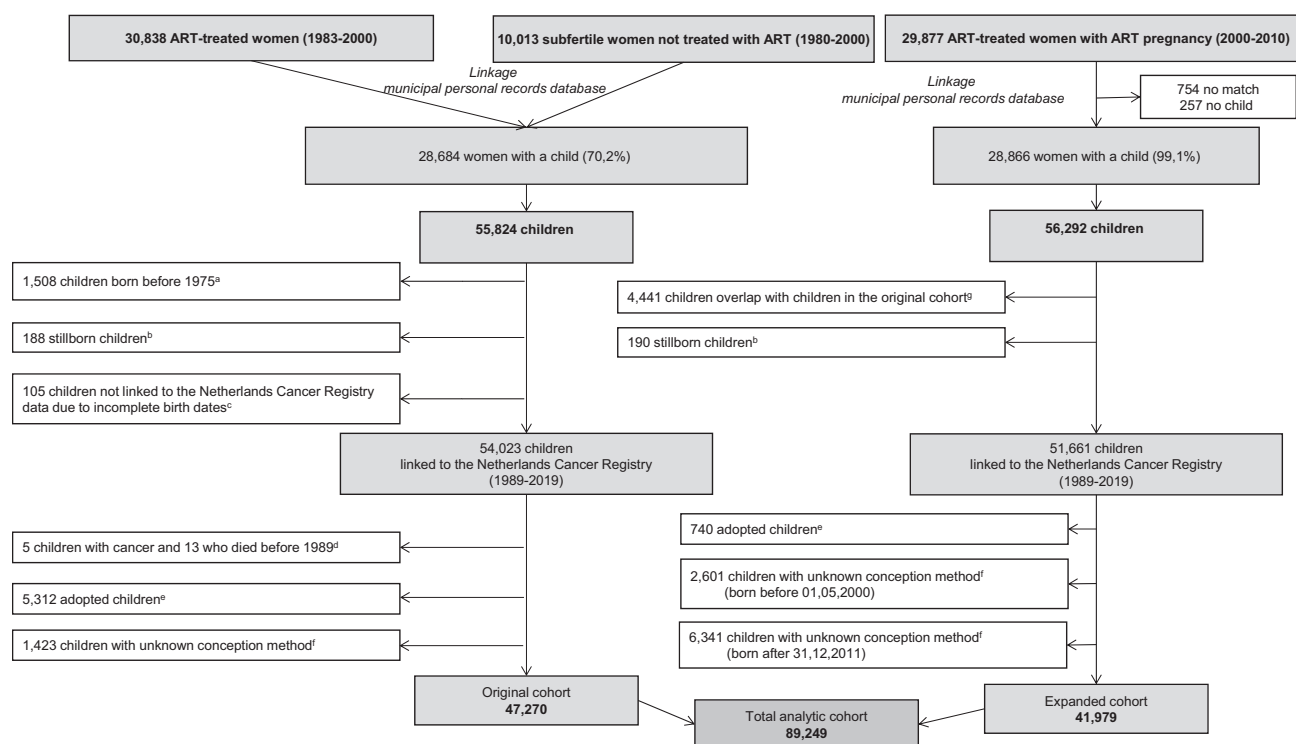 30,838 ART-treated women (1983-2000)
10,013 subfertile women not treated with ART (1980-2000)
29,877 ART-treated women with ART pregnancy (2000-2010)
Linkage
municipal personal records database
Linkage
municipal personal records database
754 no match
257 no child
28,684 women with a child (70,2%)
28,866 women with a child (99,1%)
55,824 children
56,292 children
1,508 children born before 1975ᵃ
188 stillborn childrenᵇ
105 children not linked to the Netherlands Cancer Registry
data due to incomplete birth datesᶜ
4,441 children overlap with children in the original cohortᵍ
190 stillborn childrenᵇ
54,023 children
linked to the Netherlands Cancer Registry
(1989-2019)
51,661 children
linked to the Netherlands Cancer Registry
(1989-2019)
5 children with cancer and 13 who died before 1989ᵈ
5,312 adopted childrenᵉ
1,423 children with unknown conception methodᶠ
740 adopted childrenᵉ
2,601 children with unknown conception methodᶠ
(born before 01,05,2000)
6,341 children with unknown conception methodᶠ
(born after 31,12,2011)
Original cohort
47,270
Total analytic cohort
89,249
Expanded cohort
41,979